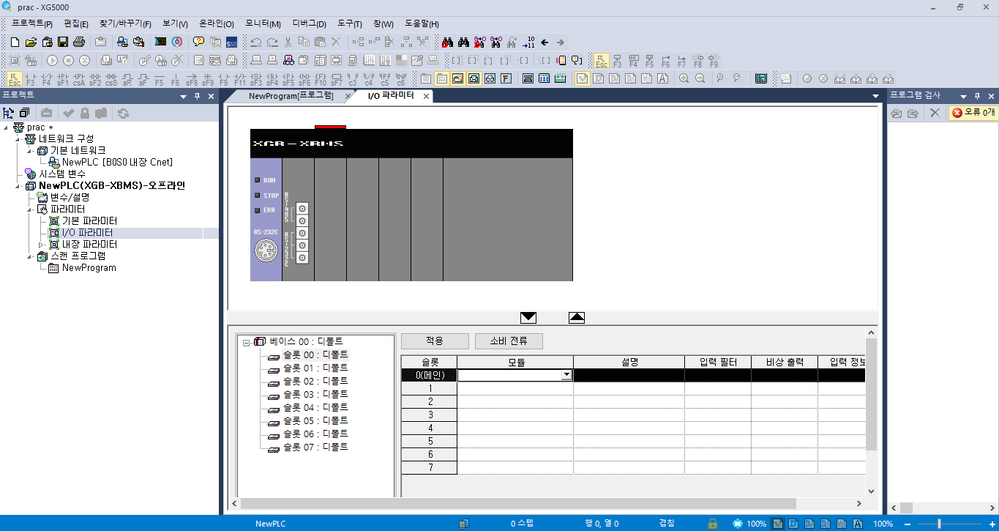 prac - XG5000
프로젝트(P) 편집(E) 찾기/바꾸기(F) 보기(V) 온라인(O) 모니터(M) 디버그(D) 도구(T) 창(W) 도움말(H)
Esc F3 F4 F5 F6 F7 F8 F9
Esc F3 F4 sF1 csA sF2 csS aR aF F5 F6 sF8 sF9 F9 F11 sF3 sF4 sF5 sF6 F10 sF7 c3 c4 c5 c6
프로젝트
NewProgram[프로그램]
I/O 파라미터
프로그램 검사
오류 0개
prac *
네트워크 구성
기본 네트워크
NewPLC [B0S0 내장 Cnet]
시스템 변수
NewPLC(XGB-XBMS)-오프라인
변수/설명
파라미터
기본 파라미터
I/O 파라미터
내장 파라미터
스캔 프로그램
NewProgram
XGB - XBMS
RUN
STOP
ERR
RS-232C
RS-485
RS-232C
베이스 00 : 디폴트
슬롯 00 : 디폴트
슬롯 01 : 디폴트
슬롯 02 : 디폴트
슬롯 03 : 디폴트
슬롯 04 : 디폴트
슬롯 05 : 디폴트
슬롯 06 : 디폴트
슬롯 07 : 디폴트
적용 소비 전류
슬롯 모듈 설명 입력 필터 비상 출력 입력 정보
0(메인)
1
2
3
4
5
6
7
NewPLC 0 스텝 행 0, 열 0 겹침 100% 100%